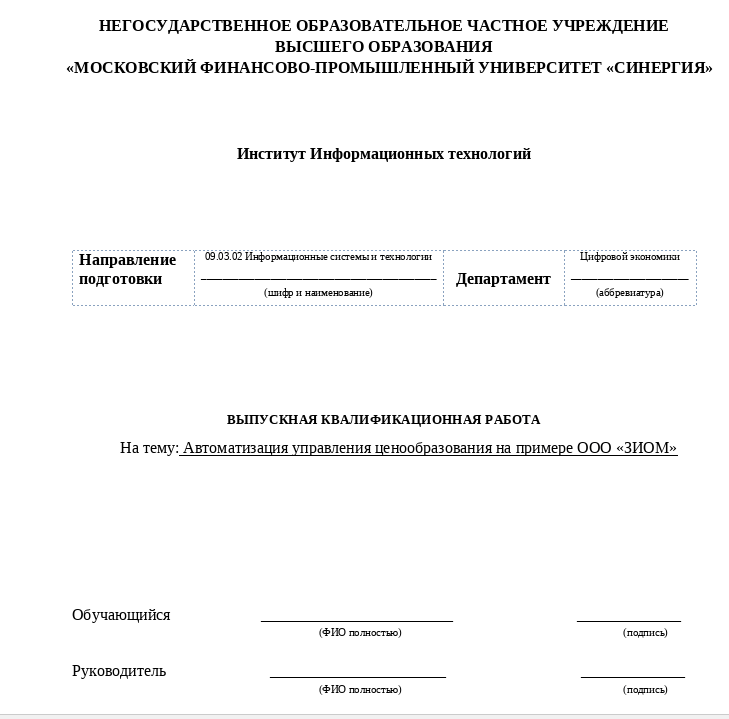 НЕГОСУДАРСТВЕННОЕ ОБРАЗОВАТЕЛЬНОЕ ЧАСТНОЕ УЧРЕЖДЕНИЕ
ВЫСШЕГО ОБРАЗОВАНИЯ
«МОСКОВСКИЙ ФИНАНСОВО-ПРОМЫШЛЕННЫЙ УНИВЕРСИТЕТ «СИНЕРГИЯ»
Институт Информационных технологий
Направление подготовки
09.03.02 Информационные системы и технологии
(шифр и наименование)
Департамент
Цифровой экономики
(аббревиатура)
ВЫПУСКНАЯ КВАЛИФИКАЦИОННАЯ РАБОТА
На тему: Автоматизация управления ценообразования на примере ООО «ЗИОМ»
Обучающийся
(ФИО полностью) (подпись)
Руководитель
(ФИО полностью) (подпись)